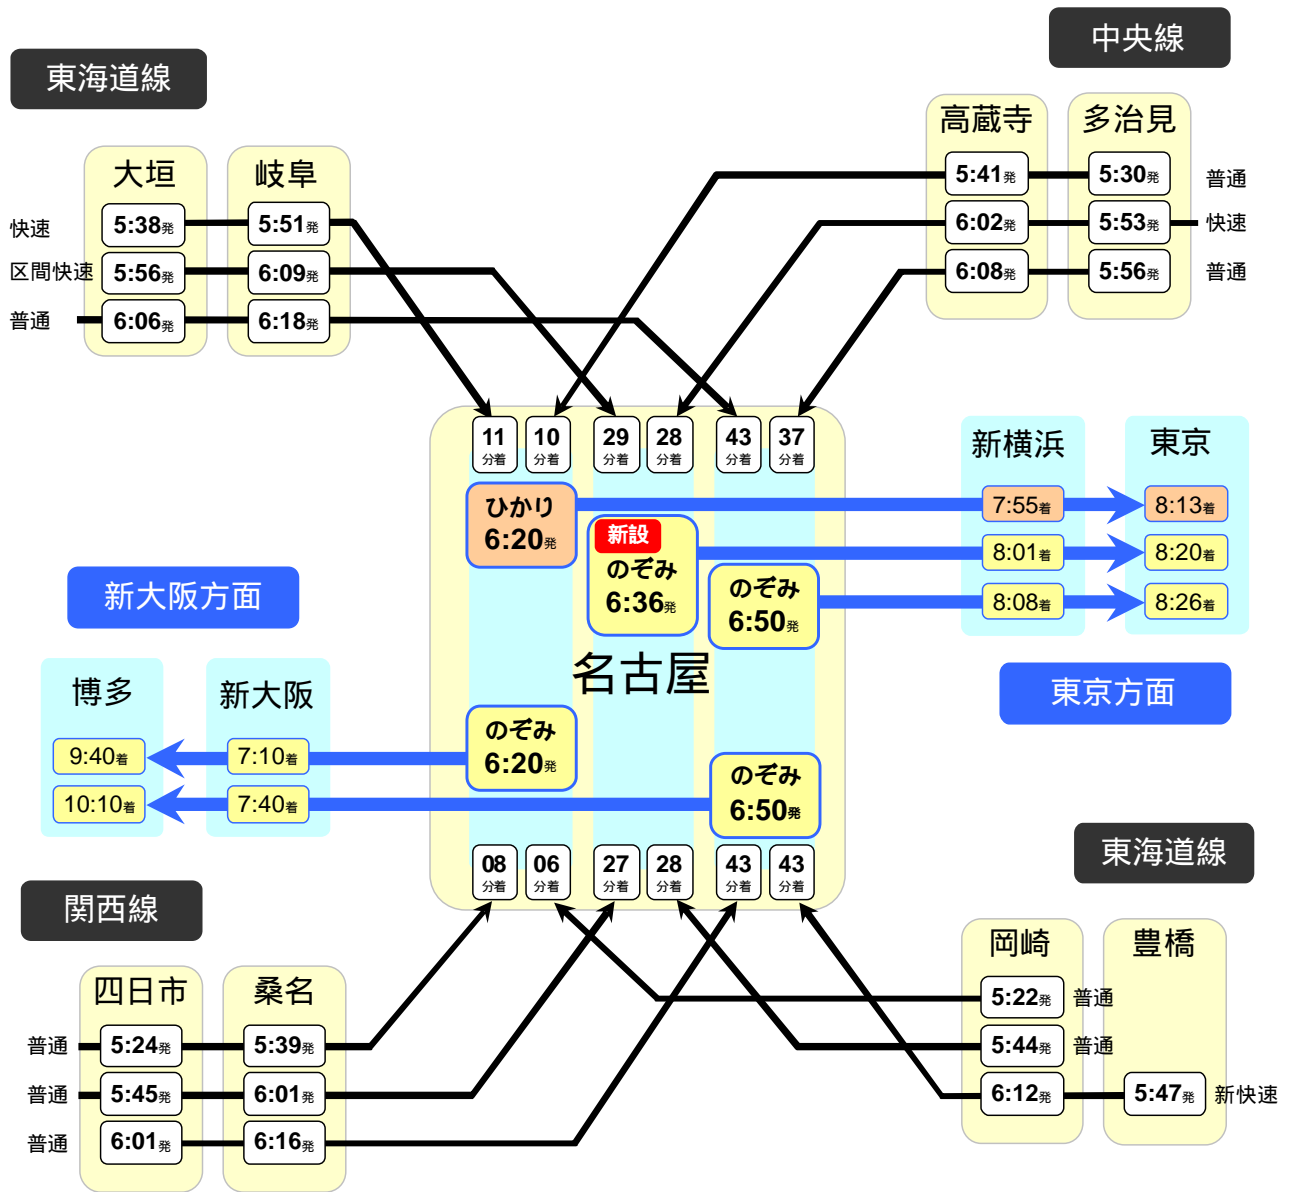 東海道線
大垣 岐阜
快速 5:38発 5:51発
区間快速 5:56発 6:09発
普通 6:06発 6:18発
中央線
高蔵寺 多治見
5:41発 5:30発 普通
6:02発 5:53発 快速
6:08発 5:56発 普通
11分着 10分着 29分着 28分着 43分着 37分着
ひかり
6:20発
新設
のぞみ
6:36発
のぞみ
6:50発
新横浜 東京
7:55着 8:13着
8:01着 8:20着
8:08着 8:26着
東京方面
名古屋
新大阪方面
博多 新大阪
9:40着 7:10着
10:10着 7:40着
のぞみ
6:20発
のぞみ
6:50発
08分着 06分着 27分着 28分着 43分着 43分着
関西線
四日市 桑名
普通 5:24発 5:39発
普通 5:45発 6:01発
普通 6:01発 6:16発
東海道線
岡崎 豊橋
5:22発 普通
5:44発 普通
6:12発 5:47発 新快速